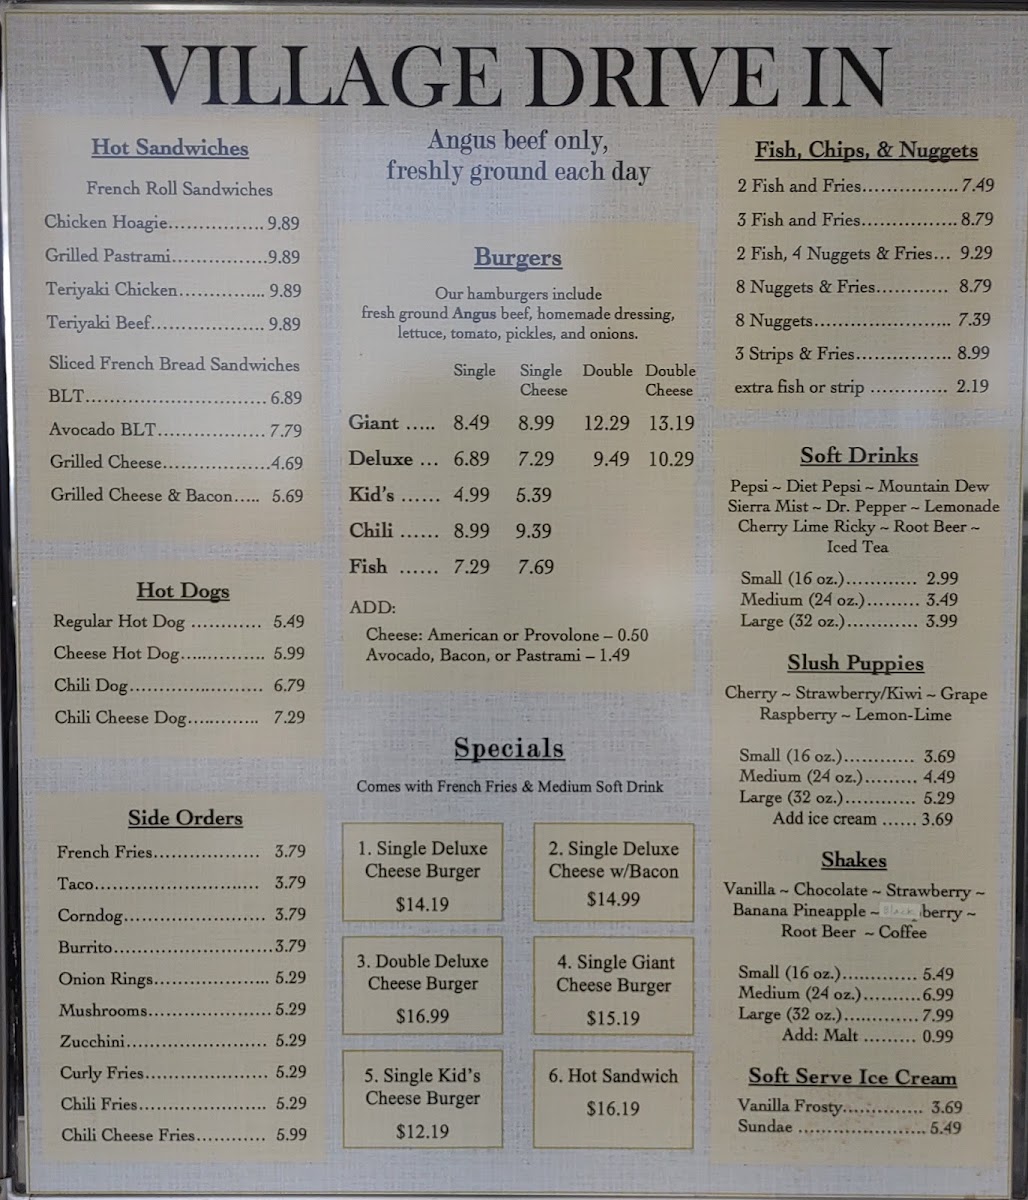 VILLAGE DRIVE IN
Hot Sandwiches
French Roll Sandwiches
Chicken Hoagie................ 9.89
Grilled Pastrami................9.89
Teriyaki Chicken.............. 9.89
Teriyaki Beef................... 9.89
Sliced French Bread Sandwiches
BLT.............................. 6.89
Avocado BLT.................. 7.79
Grilled Cheese..................4.69
Grilled Cheese & Bacon..... 5.69
Hot Dogs
Regular Hot Dog ............ 5.49
Cheese Hot Dog.............. 5.99
Chili Dog....................... 6.79
Chili Cheese Dog............ 7.29
Side Orders
French Fries.................. 3.79
Taco............................ 3.79
Corndog........................ 3.79
Burrito...........................3.79
Onion Rings................... 5.29
Mushrooms.................... 5.29
Zucchini........................ 5.29
Curly Fries..................... 5.29
Chili Fries...................... 5.29
Chili Cheese Fries............ 5.99
Angus beef only,
freshly ground each day
Burgers
Our hamburgers include
fresh ground Angus beef, homemade dressing,
lettuce, tomato, pickles, and onions.
Single Single Cheese Double Double Cheese
Giant ..... 8.49 8.99 12.29 13.19
Deluxe ... 6.89 7.29 9.49 10.29
Kid's ...... 4.99 5.39
Chili ...... 8.99 9.39
Fish ...... 7.29 7.69
ADD:
Cheese: American or Provolone – 0.50
Avocado, Bacon, or Pastrami – 1.49
Specials
Comes with French Fries & Medium Soft Drink
1. Single Deluxe
Cheese Burger
$14.19
2. Single Deluxe
Cheese w/Bacon
$14.99
3. Double Deluxe
Cheese Burger
$16.99
4. Single Giant
Cheese Burger
$15.19
5. Single Kid's
Cheese Burger
$12.19
6. Hot Sandwich
$16.19
Fish, Chips, & Nuggets
2 Fish and Fries................ 7.49
3 Fish and Fries................ 8.79
2 Fish, 4 Nuggets & Fries... 9.29
8 Nuggets & Fries............ 8.79
8 Nuggets....................... 7.39
3 Strips & Fries................ 8.99
extra fish or strip ............ 2.19
Soft Drinks
Pepsi ~ Diet Pepsi ~ Mountain Dew
Sierra Mist ~ Dr. Pepper ~ Lemonade
Cherry Lime Ricky ~ Root Beer ~
Iced Tea
Small (16 oz.)............ 2.99
Medium (24 oz.)......... 3.49
Large (32 oz.)............ 3.99
Slush Puppies
Cherry ~ Strawberry/Kiwi ~ Grape
Raspberry ~ Lemon-Lime
Small (16 oz.)............ 3.69
Medium (24 oz.)......... 4.49
Large (32 oz.)............ 5.29
Add ice cream ...... 3.69
Shakes
Vanilla ~ Chocolate ~ Strawberry ~
Banana Pineapple ~ Blackberry ~
Root Beer ~ Coffee
Small (16 oz.)............ 5.49
Medium (24 oz.)..........6.99
Large (32 oz.)............ 7.99
Add: Malt ......... 0.99
Soft Serve Ice Cream
Vanilla Frosty.............. 3.69
Sundae ...................... 5.49